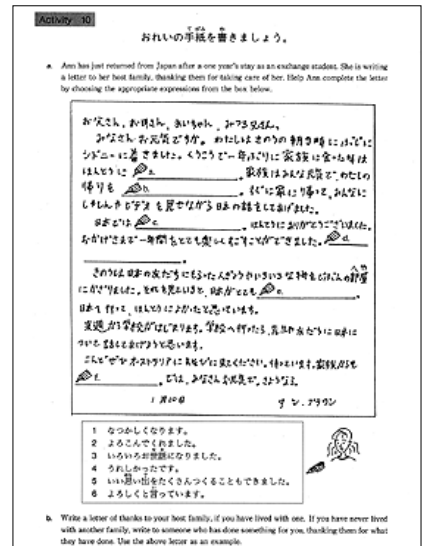 Activity 10
おれいの手紙を書きましょう。
てがみ か
a. Ann has just returned from Japan after a one year's stay as an exchange student. She is writing
a letter to her host family, thanking them for taking care of her. Help Ann complete the letter
by choosing the appropriate expressions from the box below.
お父さん、お母さん、あいちゃん、みつる兄さん、
みなさんお元気ですか。わたしはきのうの朝 時にぶじに
シドニーに着きました。くうこうで一年ぶりに家族に会った時は
ほんとうに a. 。家族はみんな元気で、わたしの
帰りを b. 。すぐに家に帰って、みんなに
しゃしんやビデオを見せながら日本の話をしてあげました。
日本では c. 。ほんとうにありがとうございました。
おかげさまで一年間をとても楽しくすごすことができました。 d.
。
きのうは日本の友だちにもらったんぎょうやいろいろな物をじぶんの部屋
へや
にかざりました。それを見ていると、日本がとても e. 。
日本へ行って、ほんとうによかったと思っています。
来週から学校がはじまります。学校へ行ったら、先生や友だちに日本に
ついて話してあげようと思います。
こんどぜひオーストラリアにあそびに来てください。待っています。家族からも
f. 。では、みなさんお元気で。さようなら。
1月20日
アン・ブラウン
1 なつかしくなります。
2 よろこんでくれました。
3 いろいろお世話になりました。
4 うれしかったです。
5 いい思い出をたくさんつくることもできました。
6 よろしくと言っています。
b. Write a letter of thanks to your host family, if you have lived with one. If you have never lived
with another family, write to someone who has done something for you, thanking them for what
they have done. Use the above letter as an example.